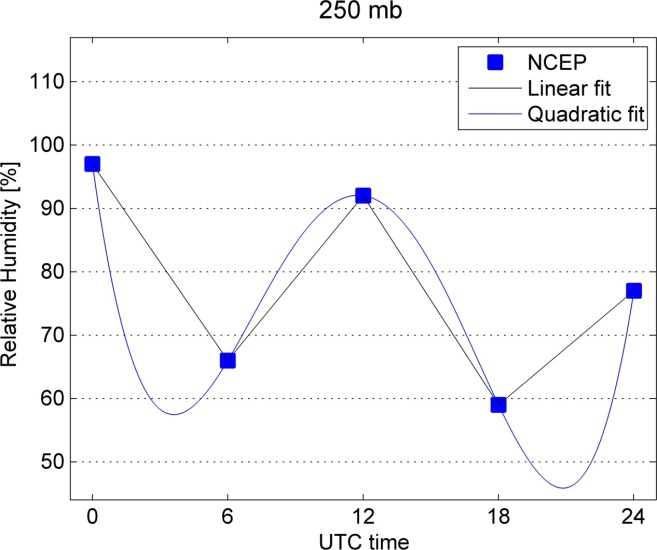 250 mb
NCEP
Linear fit
Quadratic fit
Relative Humidity [%]
110
100
90
80
70
60
50
0 6 12 18 24
UTC time